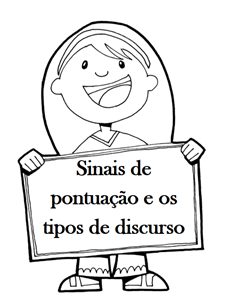 Sinais de
pontuação e os
tipos de discurso